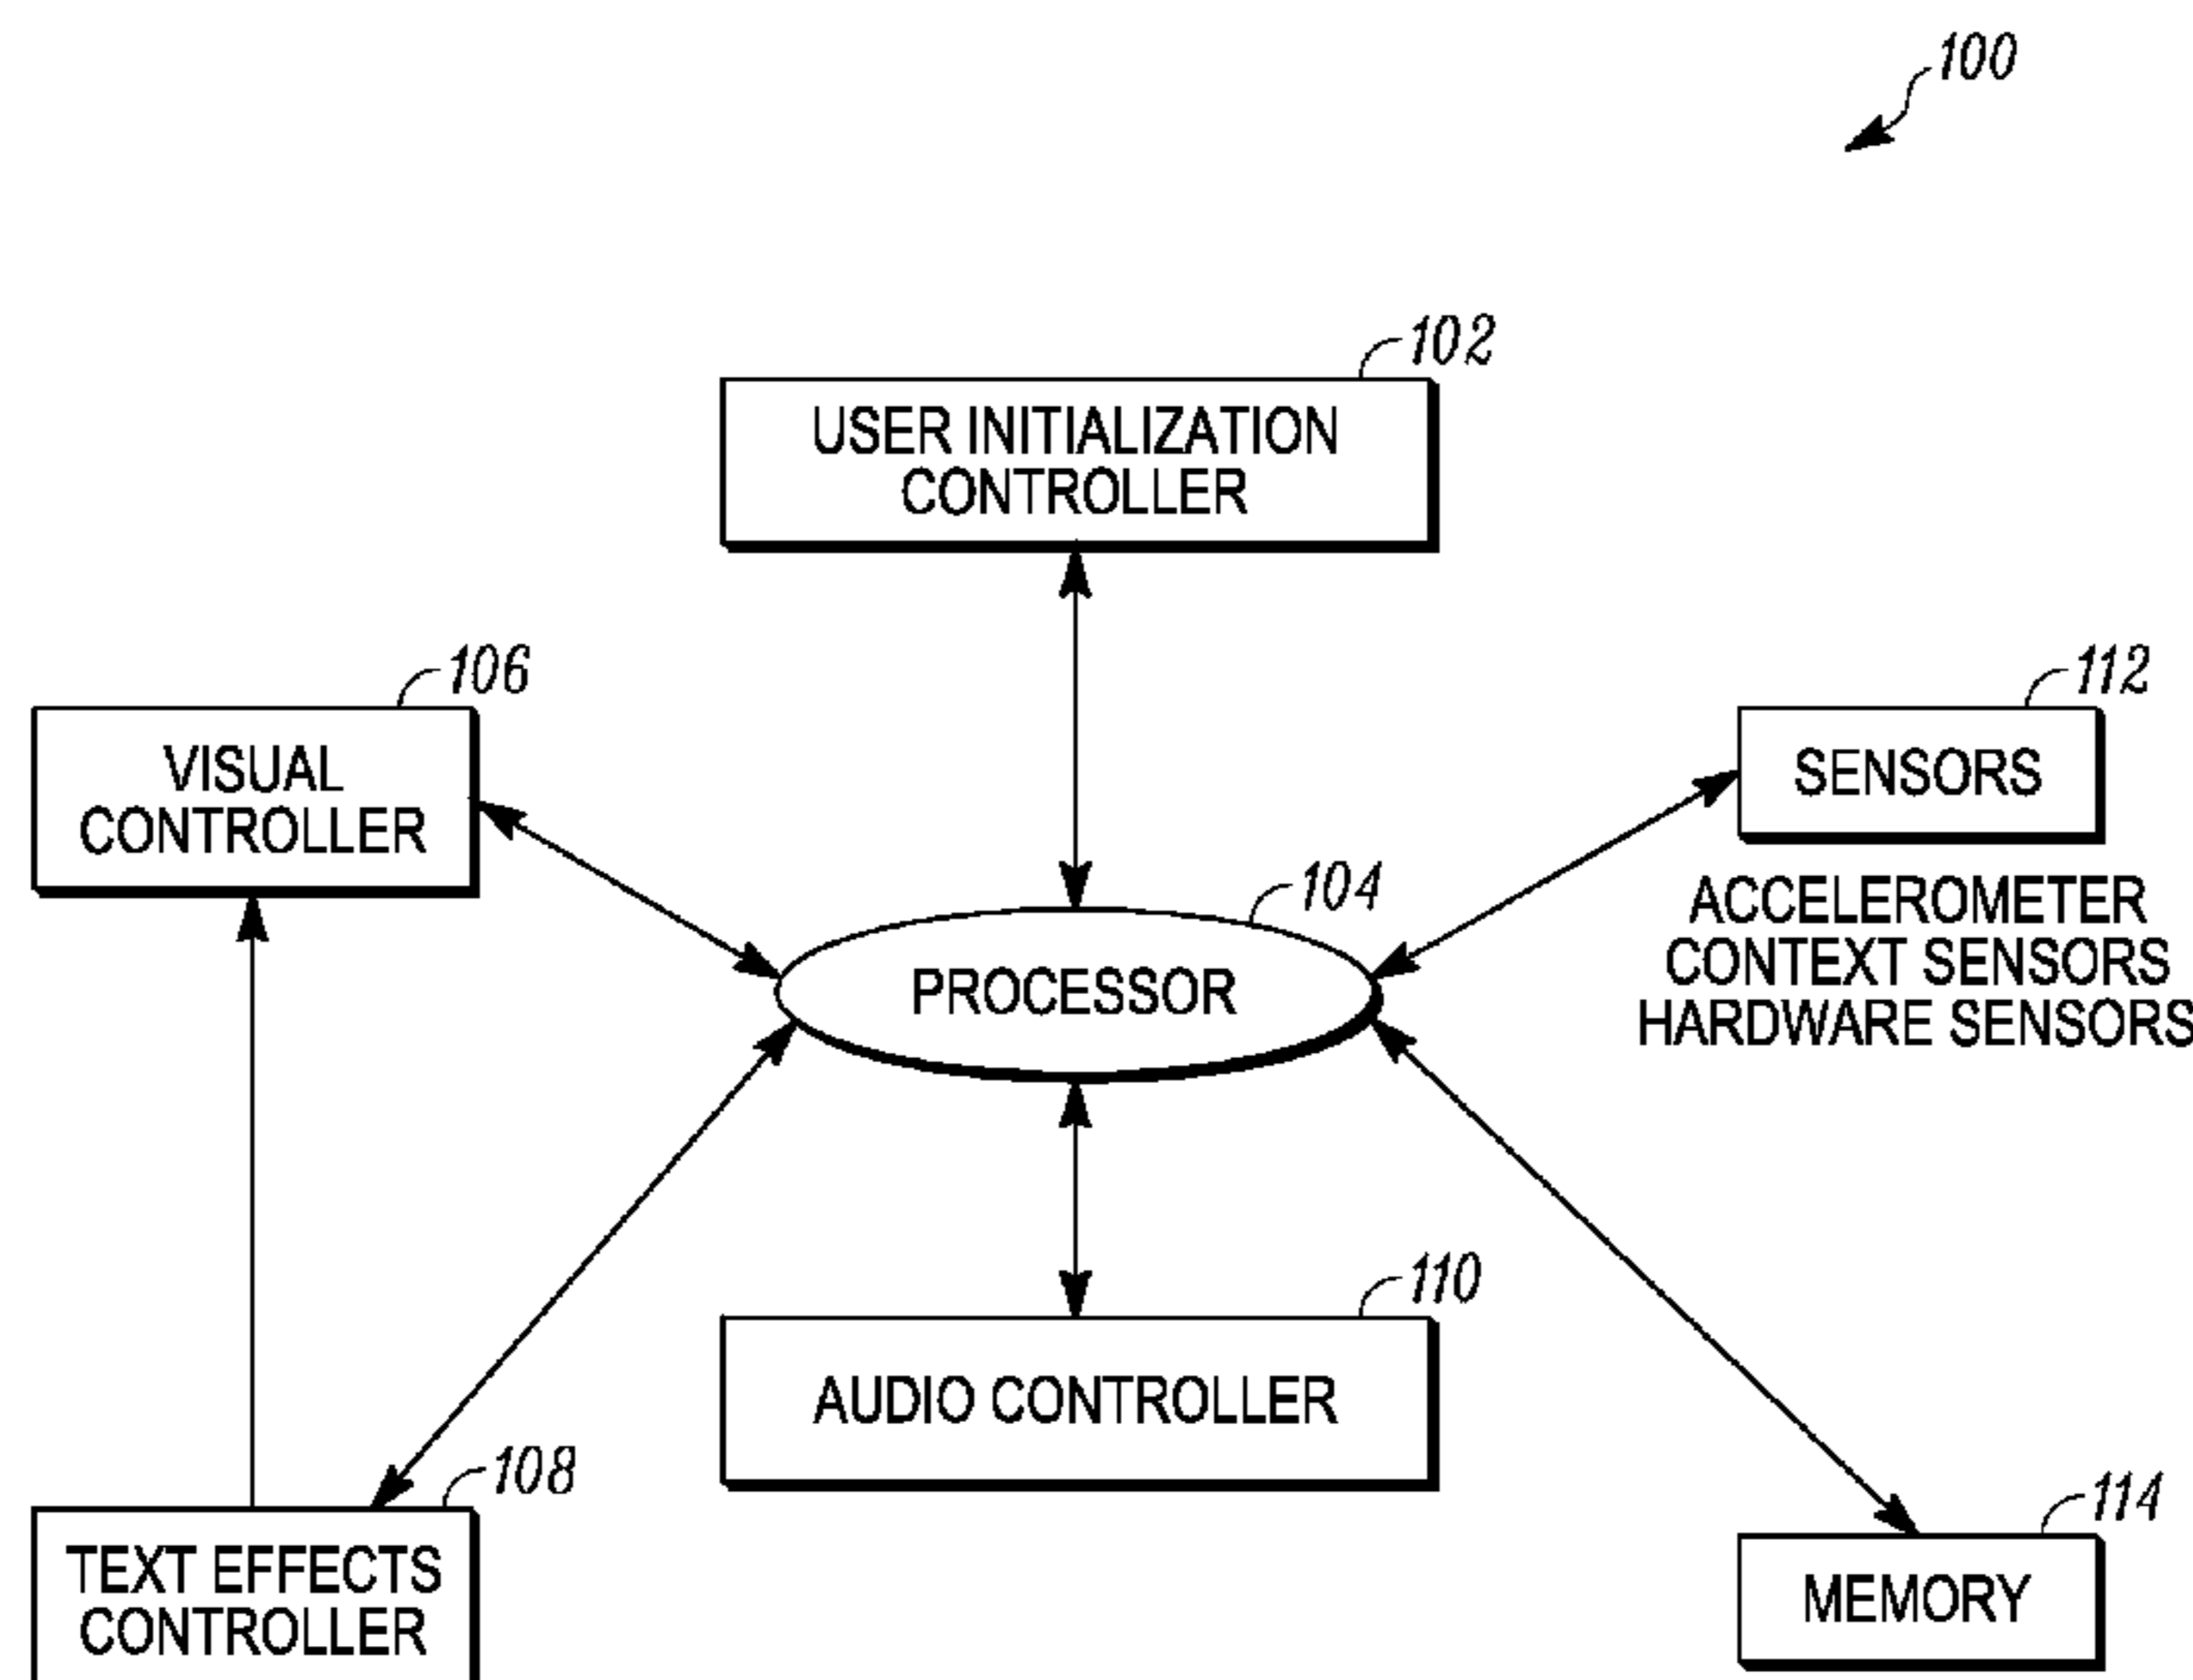 100
102
USER INITIALIZATION
CONTROLLER
106
VISUAL
CONTROLLER
112
SENSORS
ACCELEROMETER
CONTEXT SENSORS
HARDWARE SENSORS
104
PROCESSOR
110
AUDIO CONTROLLER
108
TEXT EFFECTS
CONTROLLER
114
MEMORY